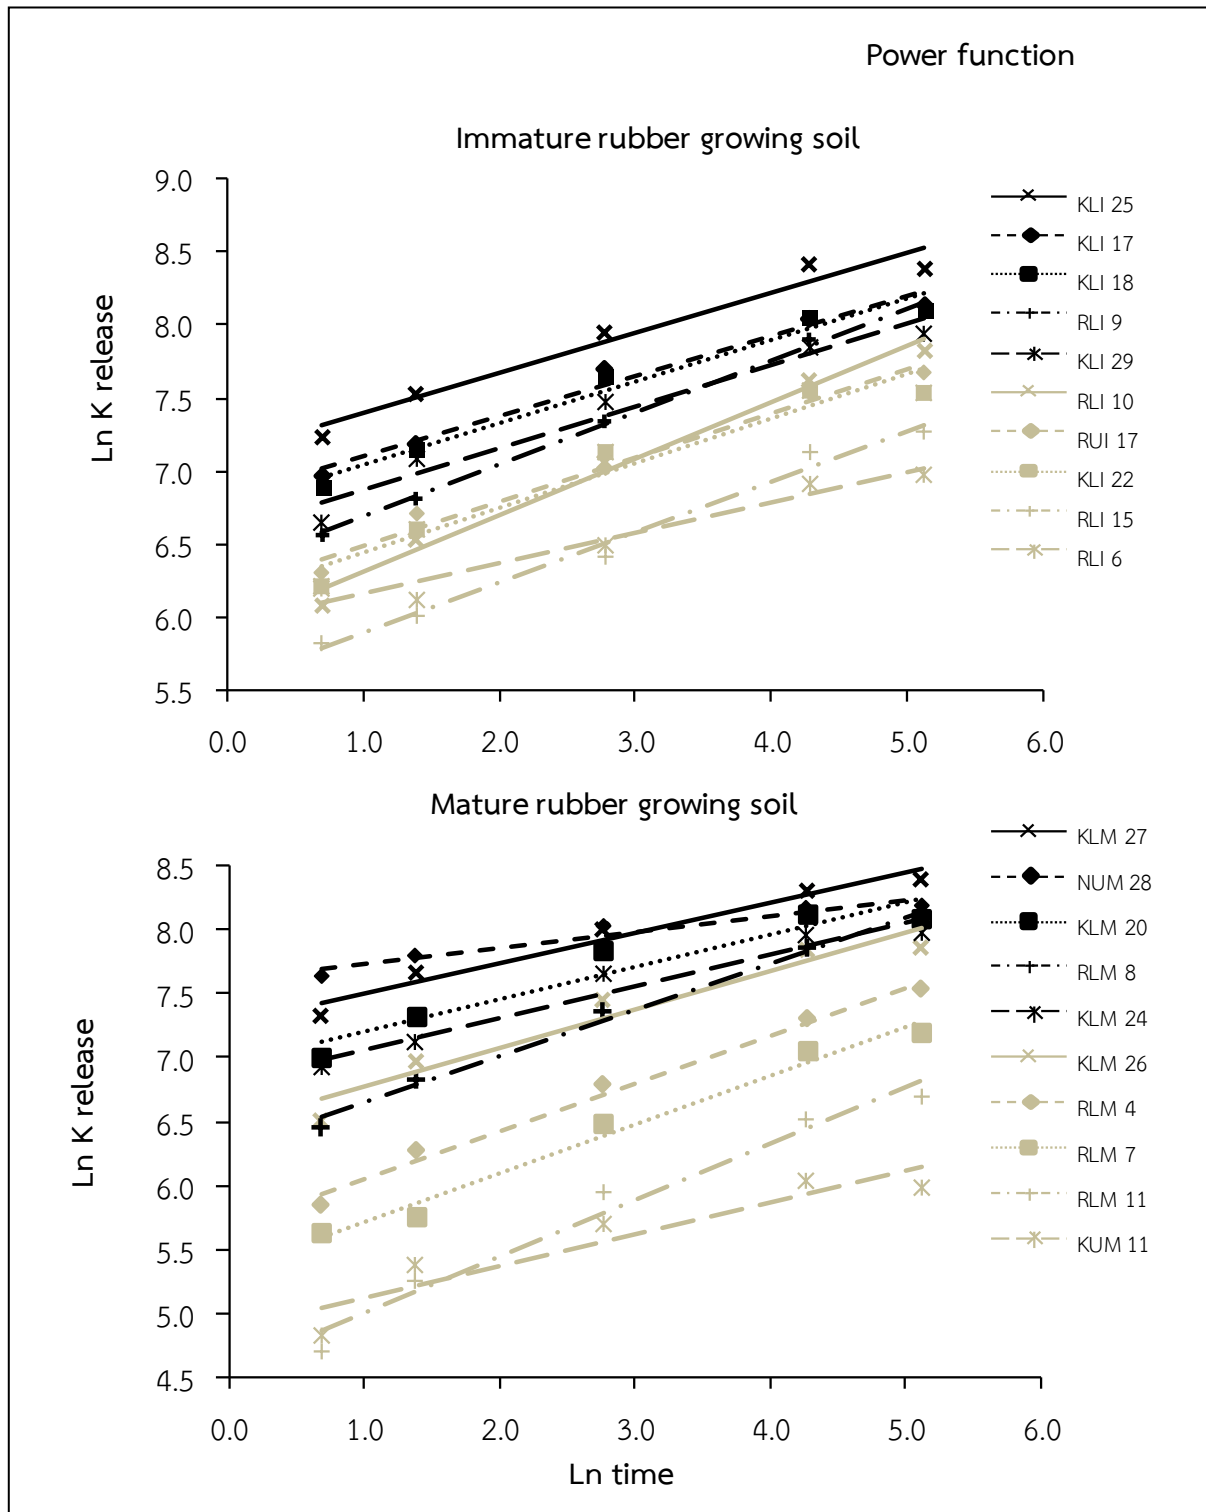 Power function
Immature rubber growing soil
Ln K release
9.0
8.5
8.0
7.5
7.0
6.5
6.0
5.5
0.0 1.0 2.0 3.0 4.0 5.0 6.0
KLI 25
KLI 17
KLI 18
RLI 9
KLI 29
RLI 10
RUI 17
KLI 22
RLI 15
RLI 6
Mature rubber growing soil
Ln K release
8.5
8.0
7.5
7.0
6.5
6.0
5.5
5.0
4.5
0.0 1.0 2.0 3.0 4.0 5.0 6.0
Ln time
KLM 27
NUM 28
KLM 20
RLM 8
KLM 24
KLM 26
RLM 4
RLM 7
RLM 11
KUM 11